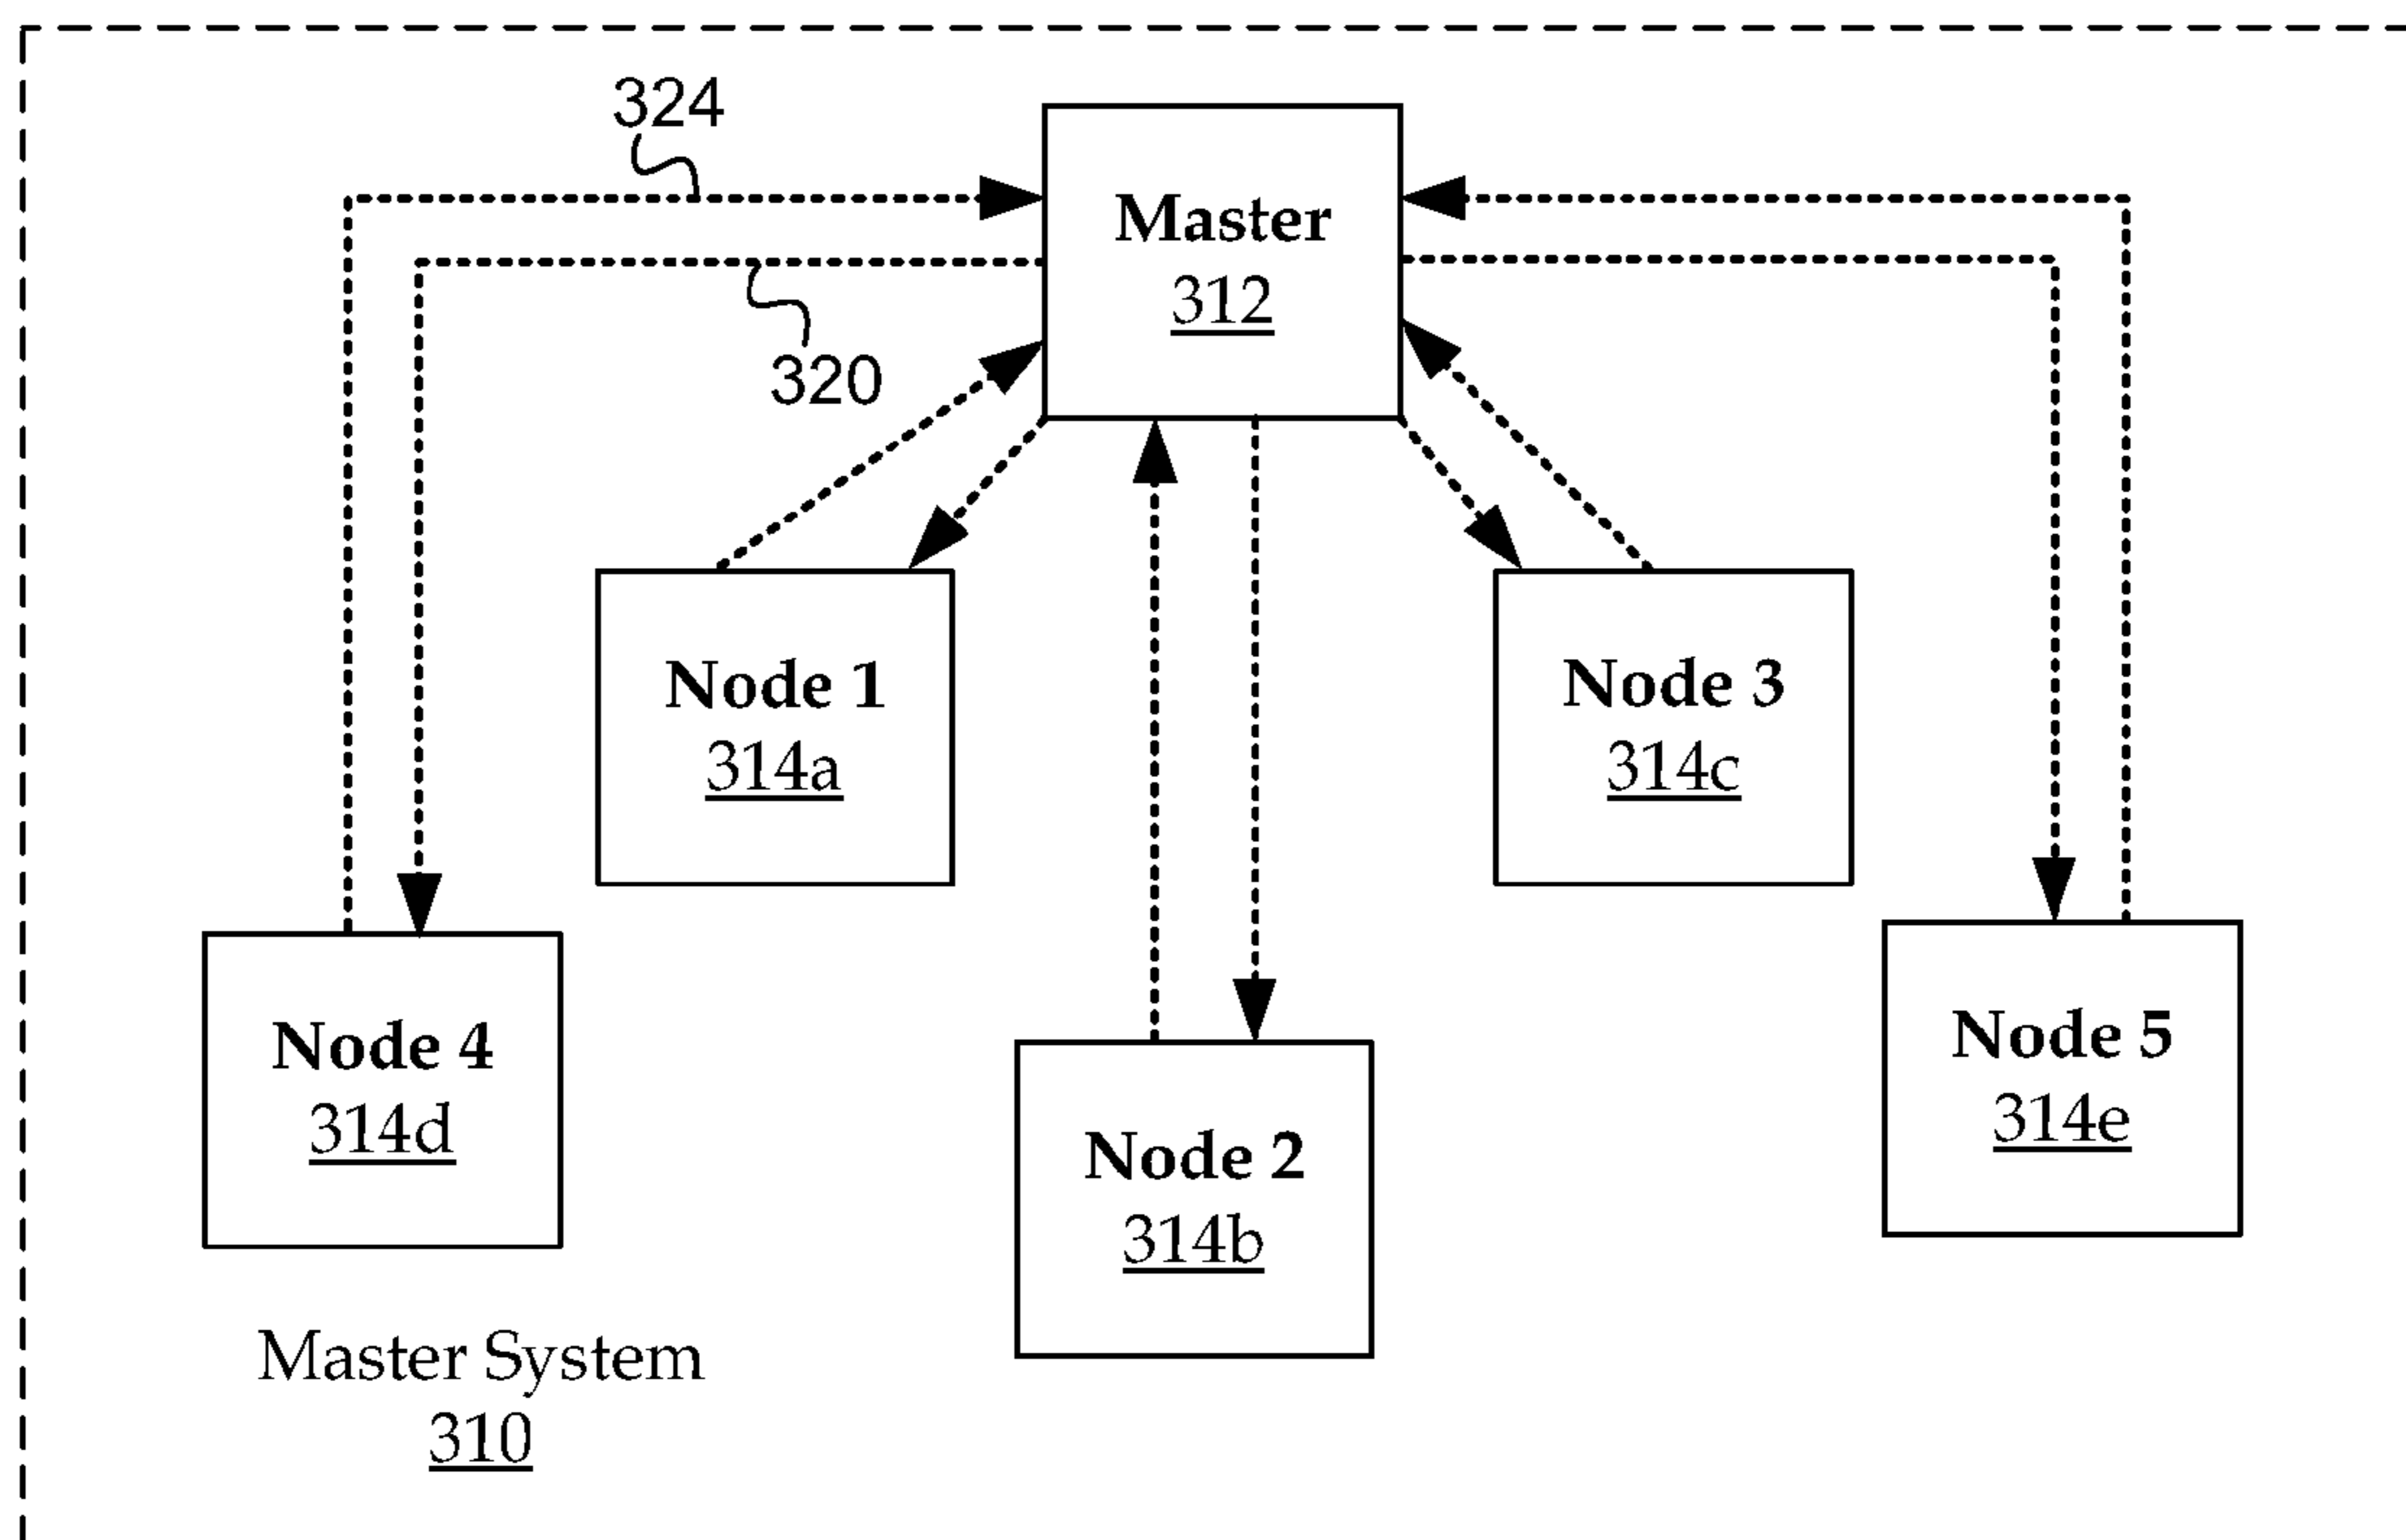 324
Master
312
320
Node 1
314a
Node 3
314c
Node 4
314d
Node 5
314e
Node 2
314b
Master System
310